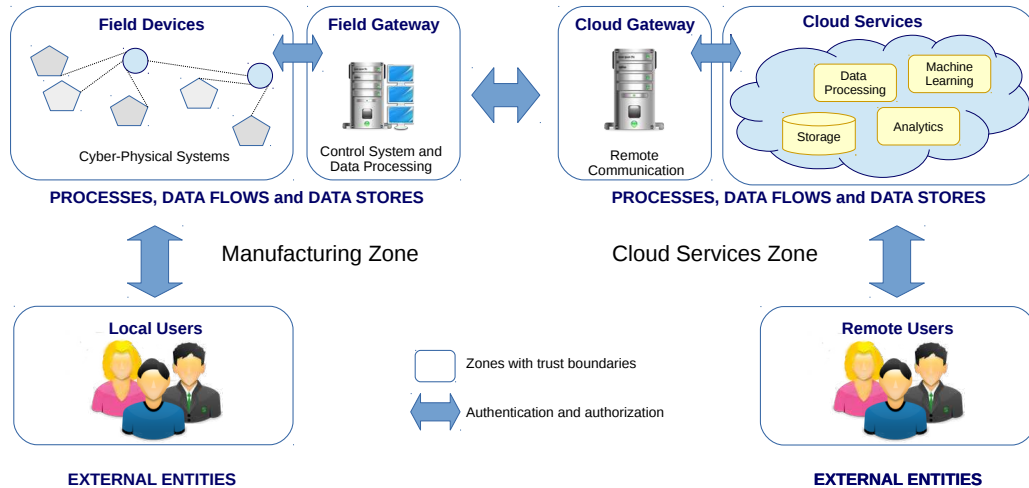 Field Devices
Field Gateway
Cloud Gateway
Cloud Services
Data
Processing
Machine
Learning
Storage
Analytics
Cyber-Physical Systems
Control System and
Data Processing
Remote
Communication
PROCESSES, DATA FLOWS and DATA STORES
PROCESSES, DATA FLOWS and DATA STORES
Manufacturing Zone
Cloud Services Zone
Local Users
Remote Users
Zones with trust boundaries
Authentication and authorization
EXTERNAL ENTITIES
EXTERNAL ENTITIES